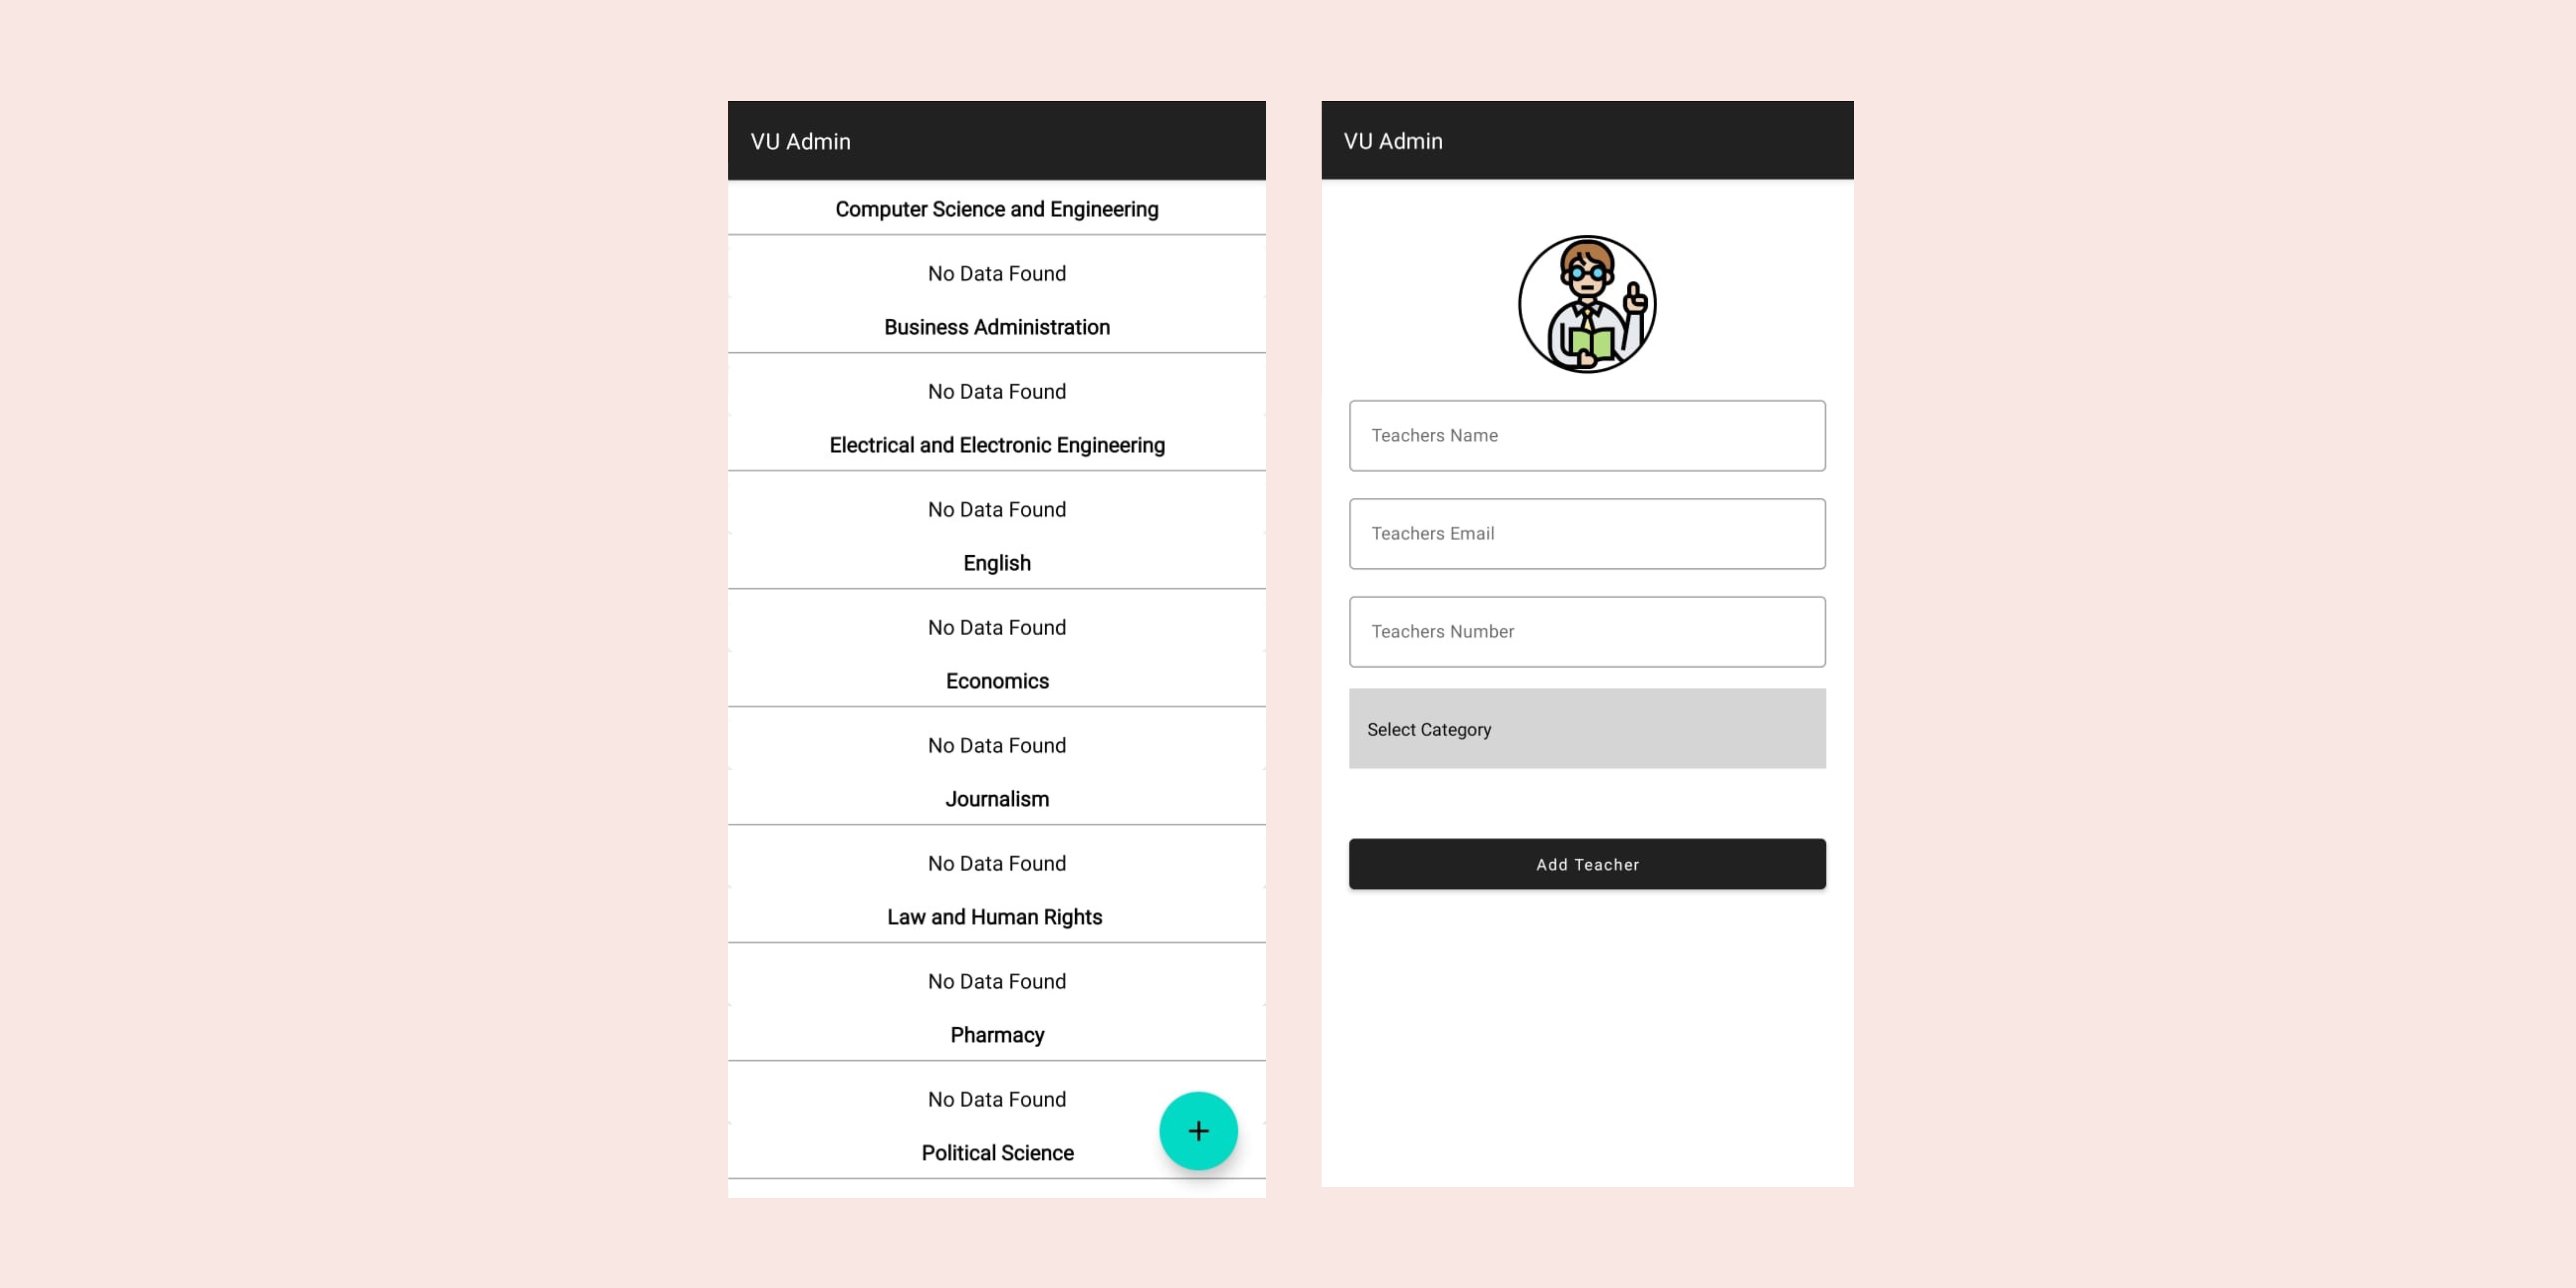 VU Admin
Computer Science and Engineering
No Data Found
Business Administration
No Data Found
Electrical and Electronic Engineering
No Data Found
English
No Data Found
Economics
No Data Found
Journalism
No Data Found
Law and Human Rights
No Data Found
Pharmacy
No Data Found
Political Science
VU Admin
Teachers Name
Teachers Email
Teachers Number
Select Category
Add Teacher